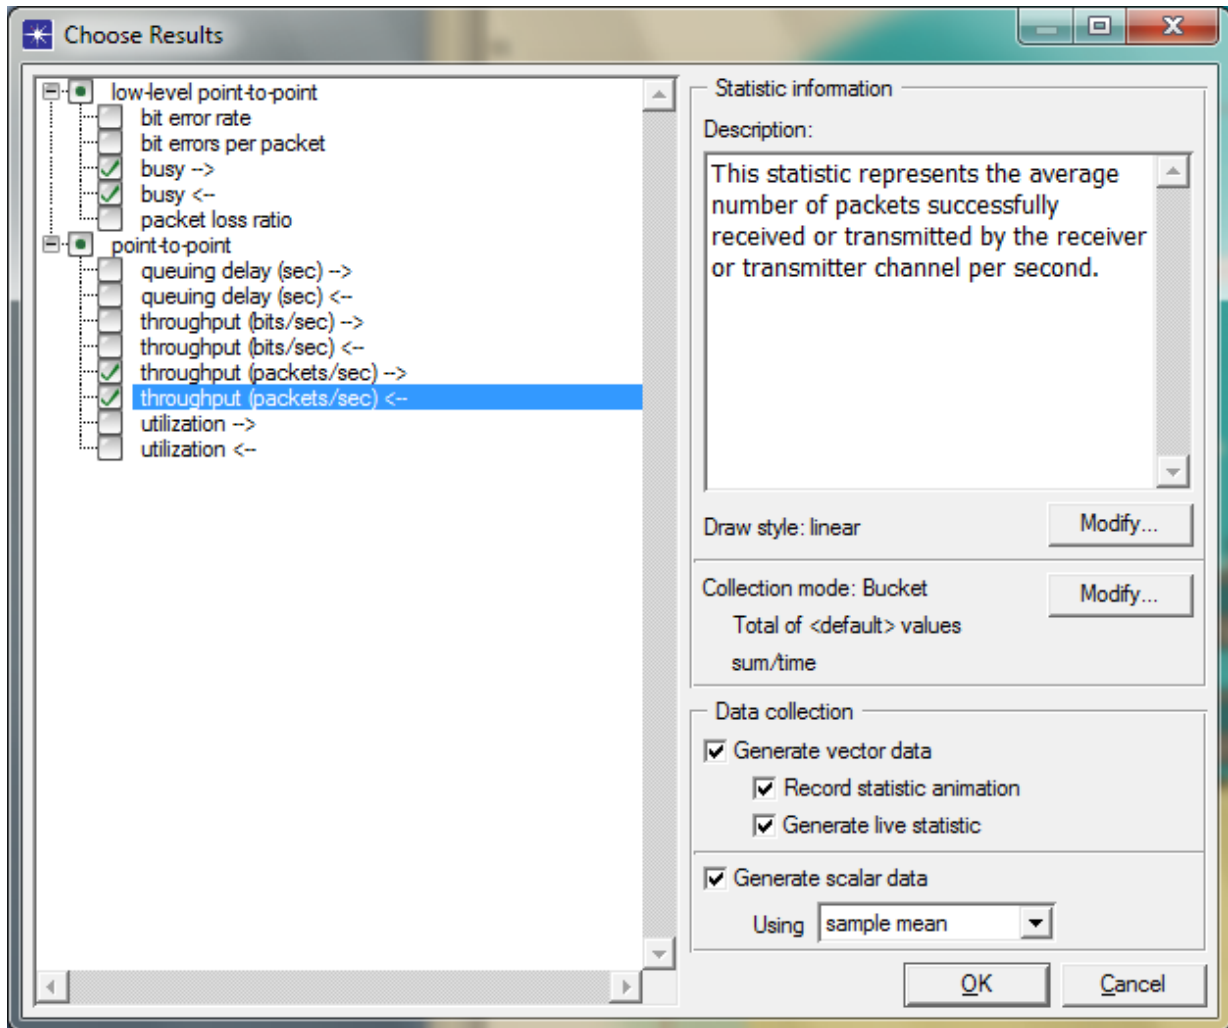 Choose Results
low-level point-to-point
bit error rate
bit errors per packet
busy -->
busy <--
packet loss ratio
point-to-point
queuing delay (sec) -->
queuing delay (sec) <--
throughput (bits/sec) -->
throughput (bits/sec) <--
throughput (packets/sec) -->
throughput (packets/sec) <--
utilization -->
utilization <--
Statistic information
Description:
This statistic represents the average
number of packets successfully
received or transmitted by the receiver
or transmitter channel per second.
Draw style: linear
Modify...
Collection mode: Bucket
Modify...
Total of <default> values
sum/time
Data collection
Generate vector data
Record statistic animation
Generate live statistic
Generate scalar data
Using sample mean
OK
Cancel